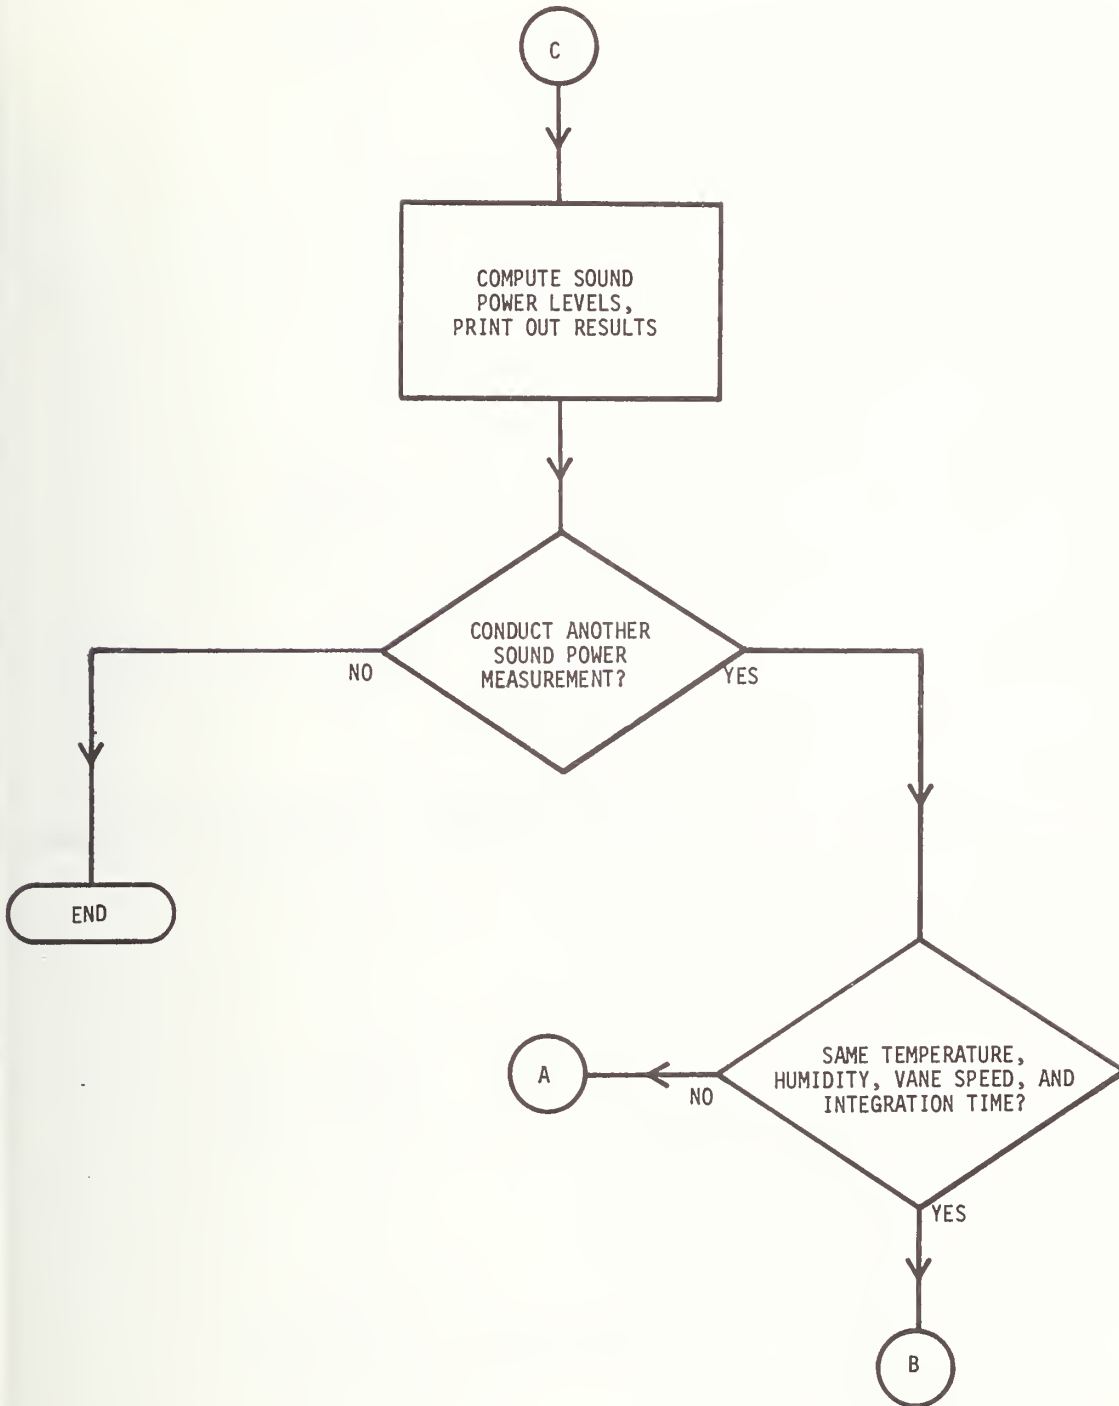 C
COMPUTE SOUND
POWER LEVELS,
PRINT OUT RESULTS
CONDUCT ANOTHER
SOUND POWER
MEASUREMENT?
NO
YES
END
SAME TEMPERATURE,
HUMIDITY, VANE SPEED, AND
INTEGRATION TIME?
A
NO
YES
B